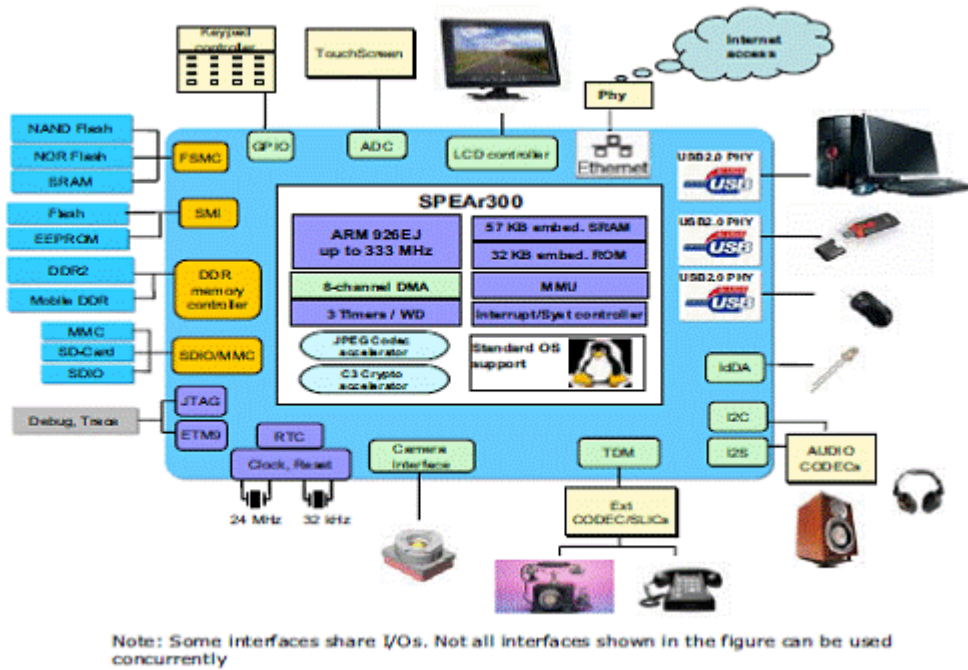 Keypad
controller
TouchScreen
Internet
access
Phy
NAND Flash
NOR Flash
SRAM
FSMC
GPIO
ADC
LCD controller
Ethernet
USB2.0 PHY
USB
Flash
EEPROM
SMI
SPEAr300
ARM 926EJ
up to 333 MHz
57 KB embed. SRAM
32 KB embed. ROM
USB2.0 PHY
USB
DDR2
Mobile DDR
DDR
memory
controller
8-channel DMA
MMU
3 Timers / WD
Interrupt/Syst controller
USB2.0 PHY
USB
MMC
SD-Card
SDIO
SDIO/MMC
JPEG Codec
accelerator
C3 Crypto
accelerator
Standard OS
support
IdDA
Debug, Trace
JTAG
ETM9
RTC
Clock, Reset
Camera
Interface
TDM
I2C
I2S
AUDIO
CODECs
24 MHz
32 kHz
Ext
CODEC/SLICs
Note: Some interfaces share I/Os. Not all interfaces shown in the figure can be used
concurrently